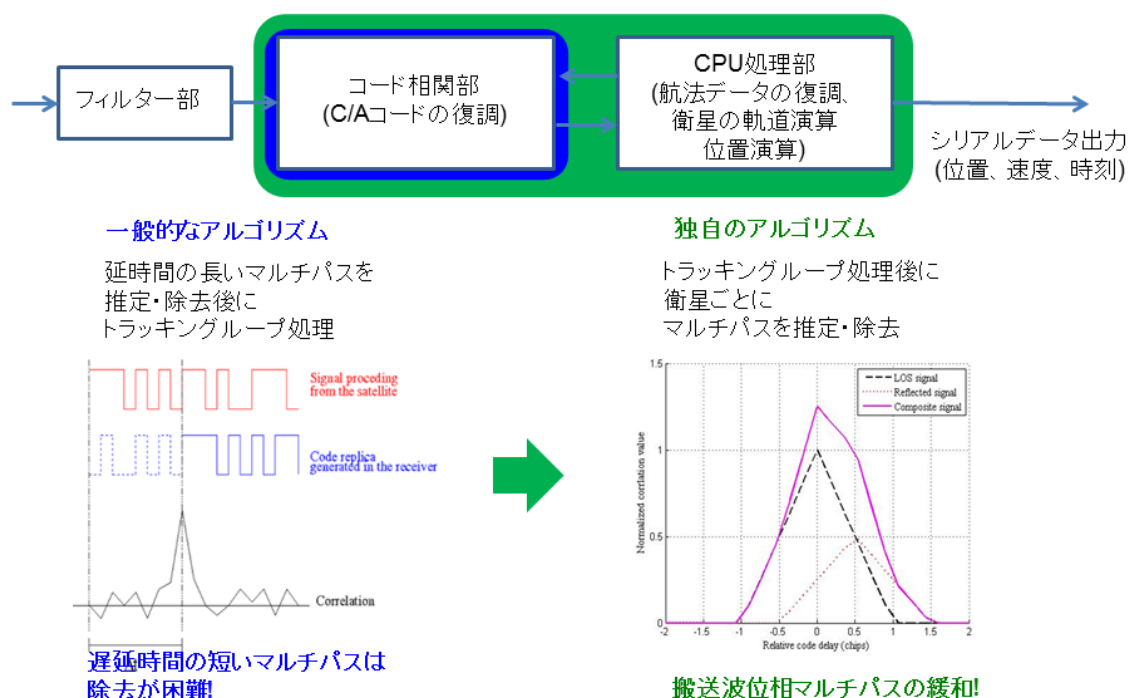 フィルター部
コード相関部
(C/Aコードの復調)
CPU処理部
(航法データの復調、
衛星の軌道演算
位置演算)
シリアルデータ出力
(位置、速度、時刻)
一般的なアルゴリズム
延時間の長いマルチパスを
推定・除去後に
トラッキングループ処理
独自のアルゴリズム
トラッキングループ処理後に
衛星ごとに
マルチパスを推定・除去
Signal proceding
from the satellite
Code replica
generated in the receiver
Correlation
遅延時間の短いマルチパスは
除去が困難!
LOS signal
Reflected signal
Composite signal
Normalized corrlation value
1.5
1
0.5
0
-2 -1.5 -1 -0.5 0 0.5 1 1.5 2
Relative code delay (chips)
搬送波位相マルチパスの緩和!